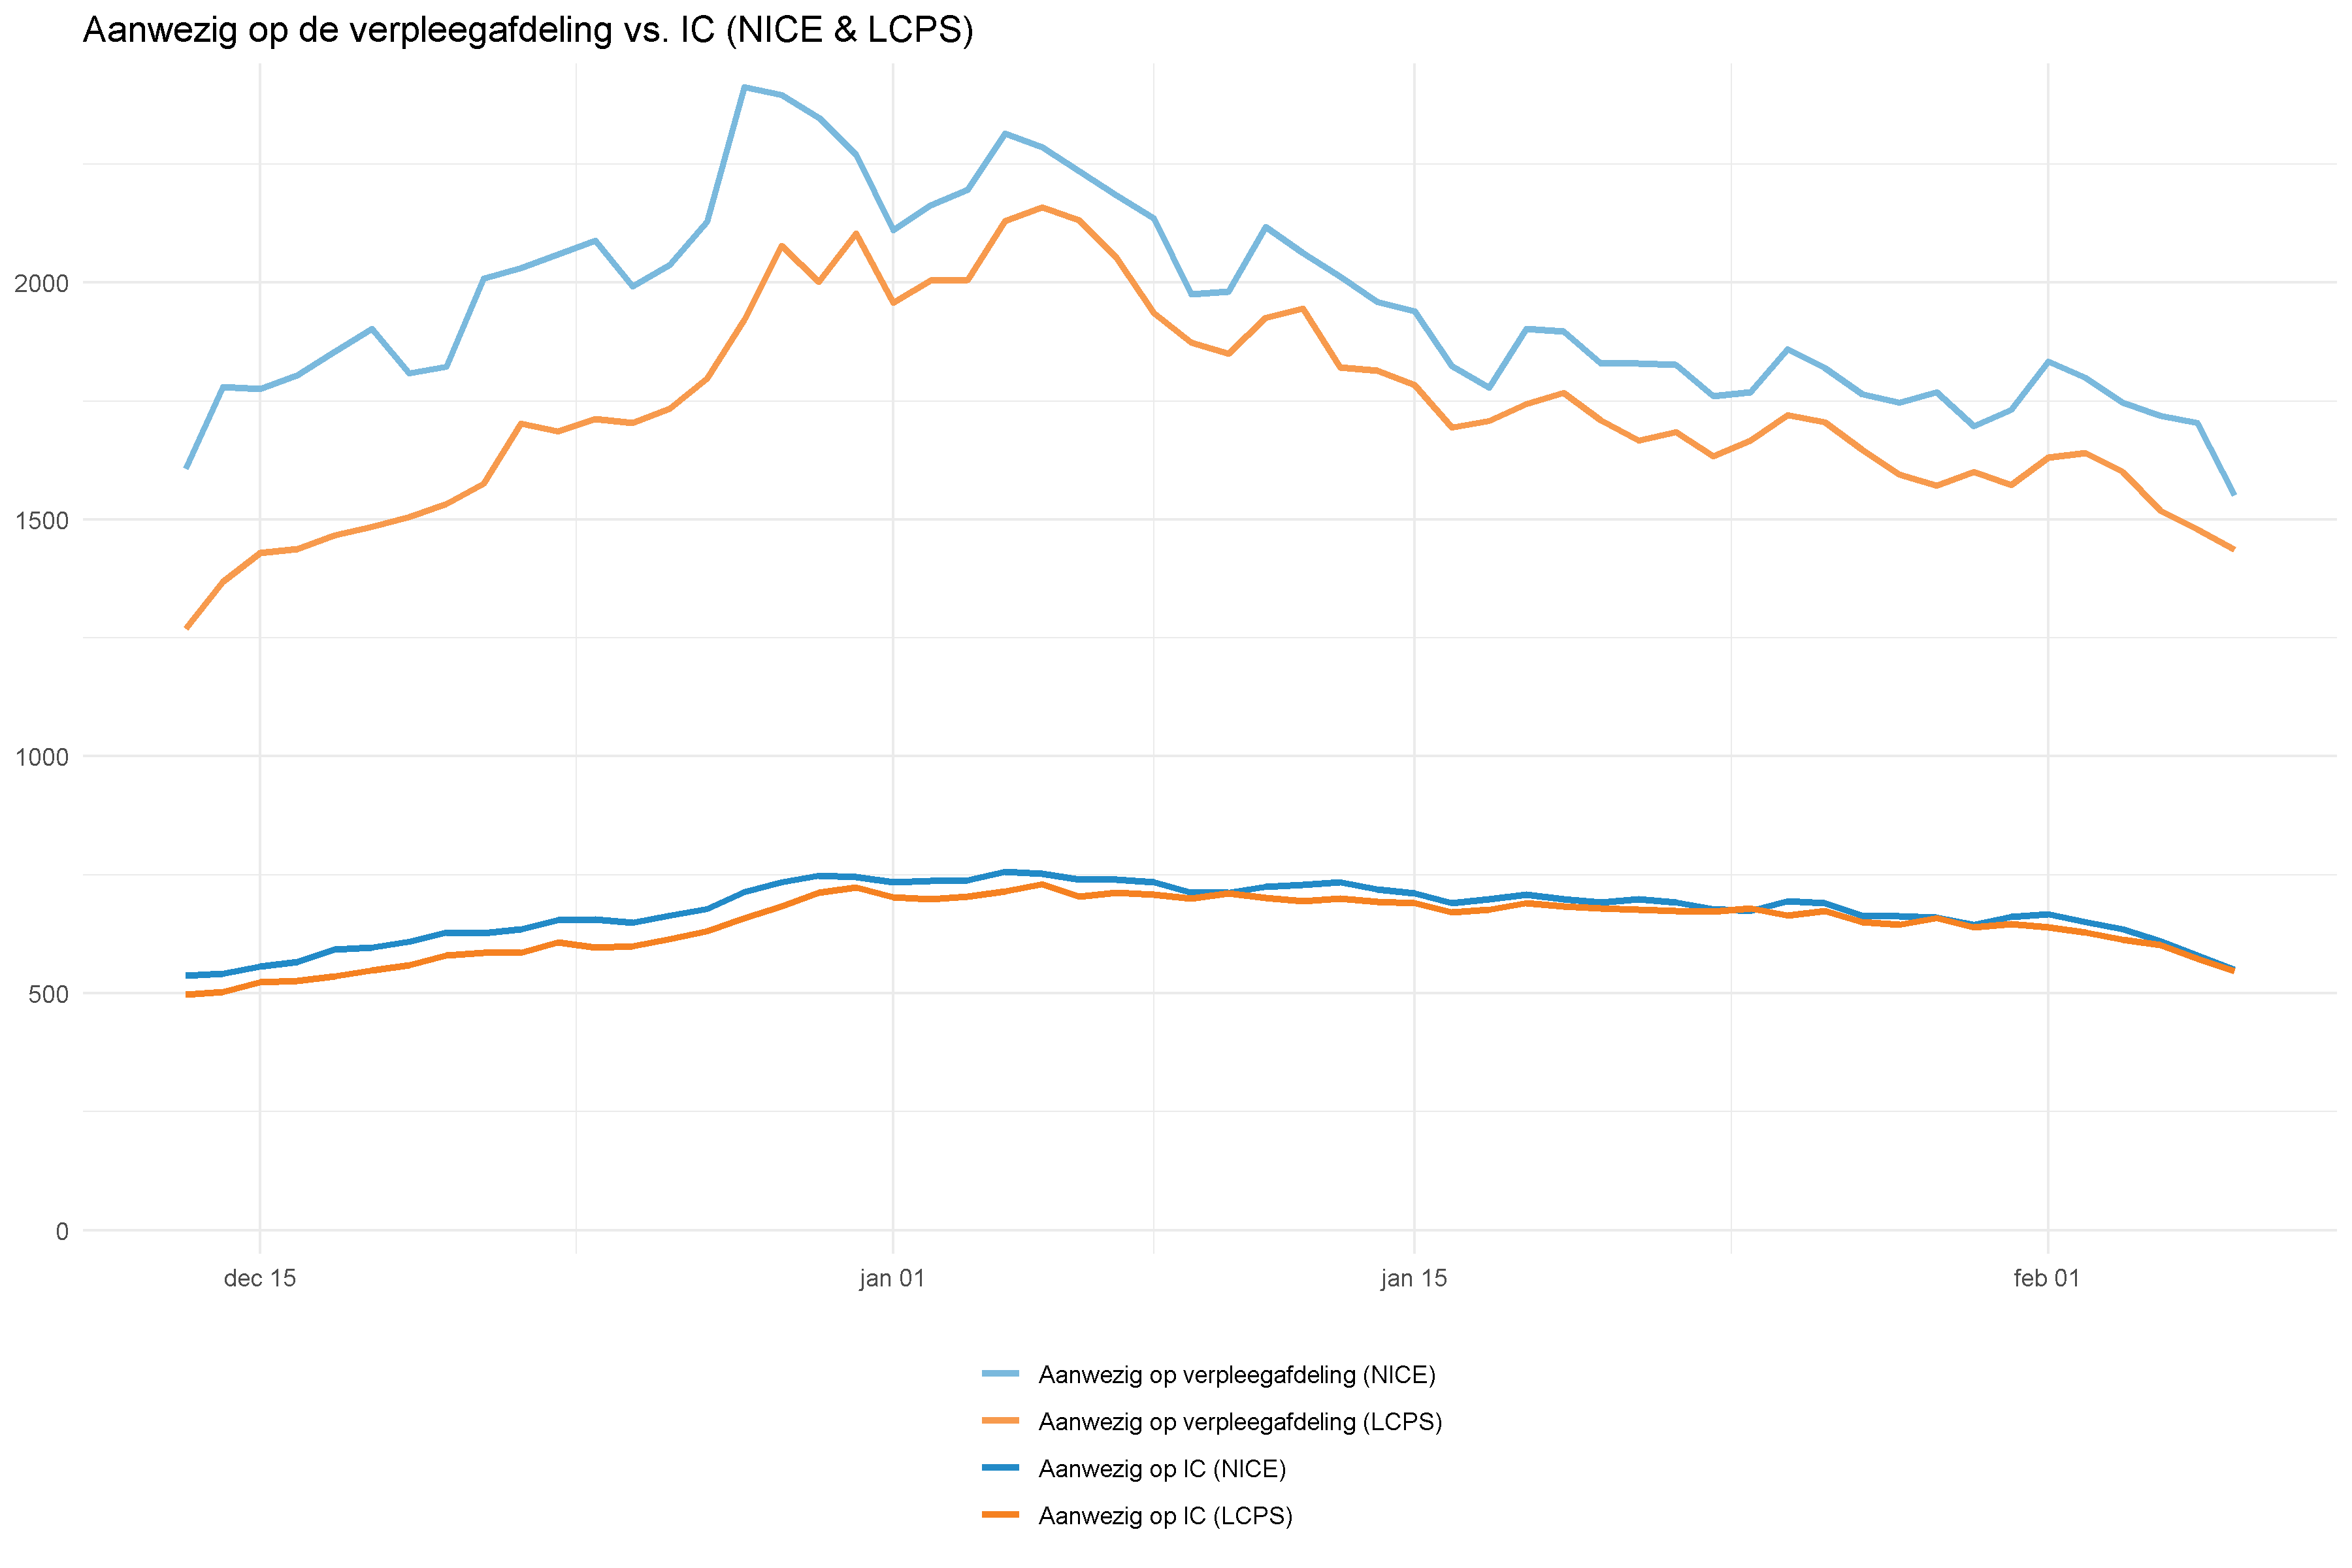 Aanwezig op de verpleegafdeling vs. IC (NICE & LCPS)
2000
1500
1000
500
0
dec 15
jan 01
jan 15
feb 01
Aanwezig op verpleegafdeling (NICE)
Aanwezig op verpleegafdeling (LCPS)
Aanwezig op IC (NICE)
Aanwezig op IC (LCPS)